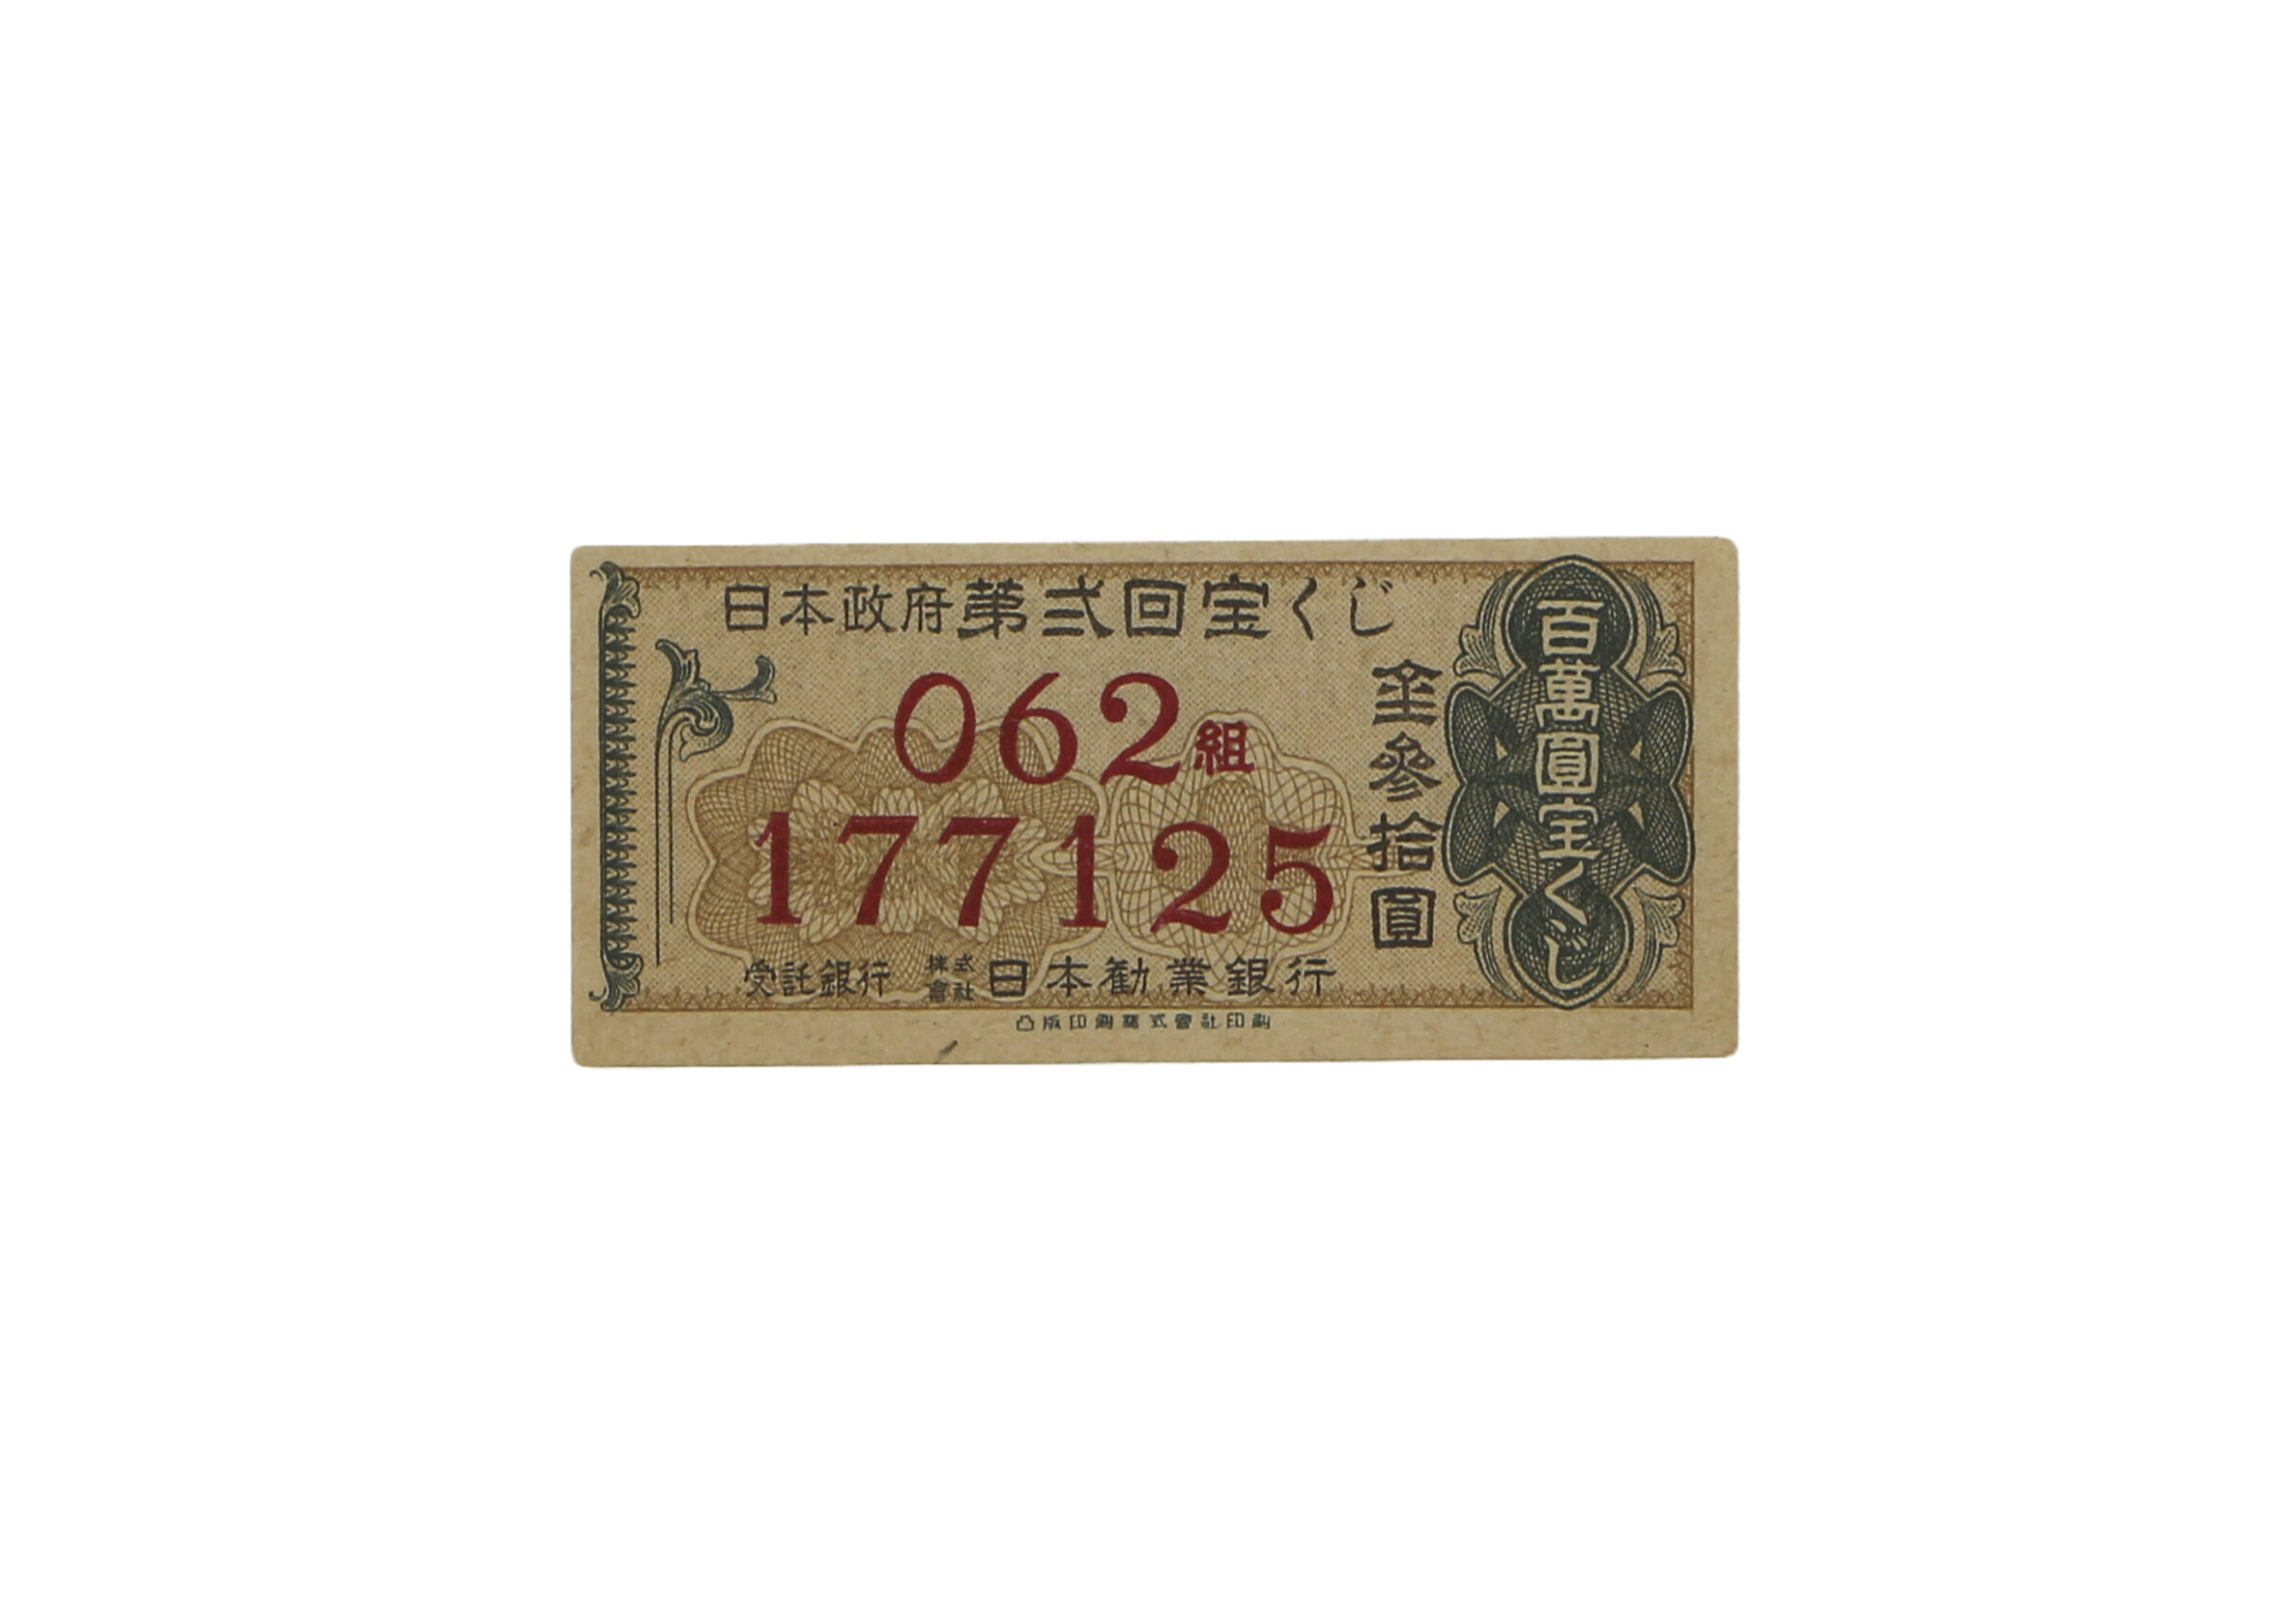 日本政府第弐回宝くじ
062組
177125
金參拾圓
百萬圓宝くじ
受託銀行 株式會社 日本勧業銀行
凸版印刷株式會社印刷